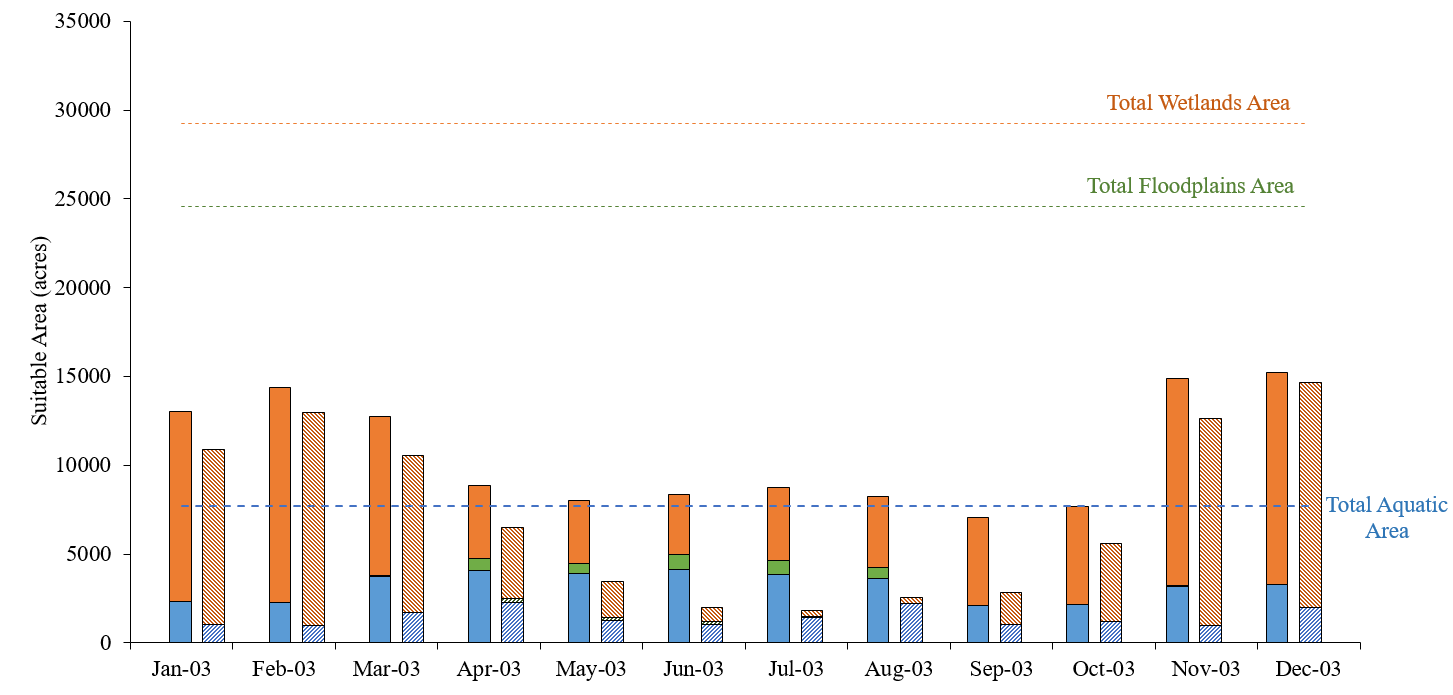 35000
30000
25000
20000
15000
10000
5000
0
Suitable Area (acres)
Total Wetlands Area
Total Floodplains Area
Total Aquatic
Area
Jan-03
Feb-03
Mar-03
Apr-03
May-03
Jun-03
Jul-03
Aug-03
Sep-03
Oct-03
Nov-03
Dec-03